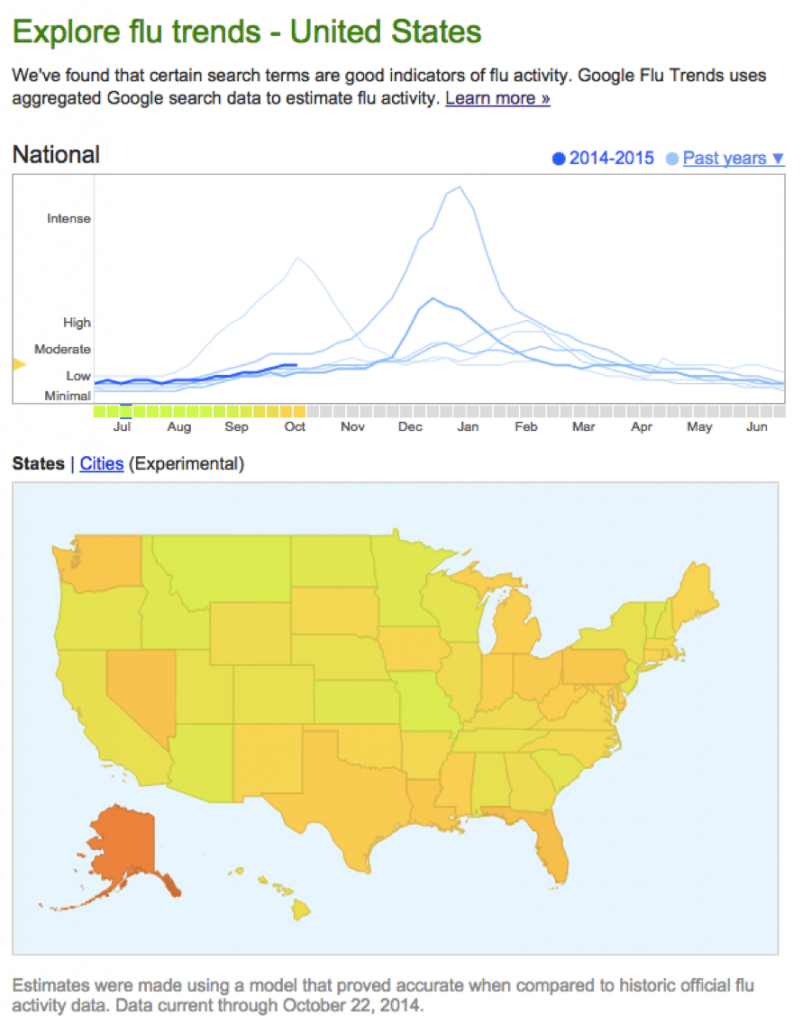 Explore flu trends - United States
We've found that certain search terms are good indicators of flu activity. Google Flu Trends uses
aggregated Google search data to estimate flu activity. Learn more »
National
2014-2015 Past years ▼
Intense
High
Moderate
Low
Minimal
Jul Aug Sep Oct Nov Dec Jan Feb Mar Apr May Jun
States | Cities (Experimental)
Estimates were made using a model that proved accurate when compared to historic official flu
activity data. Data current through October 22, 2014.